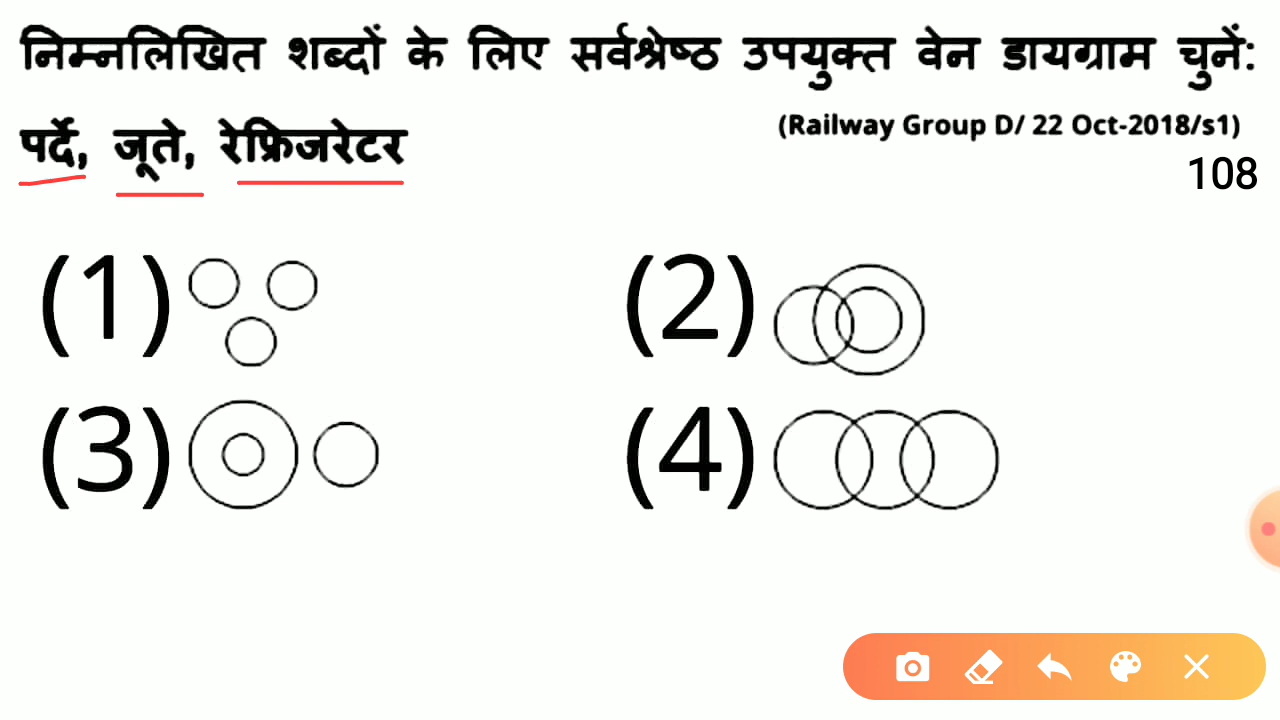 निम्नलिखित शब्दों के लिए सर्वश्रेष्ठ उपयुक्त वेन डायग्राम चुनें:
पर्दे, जूते, रेफ्रिजरेटर
(Railway Group D/ 22 Oct-2018/s1)
108
(1)
(2)
(3)
(4)